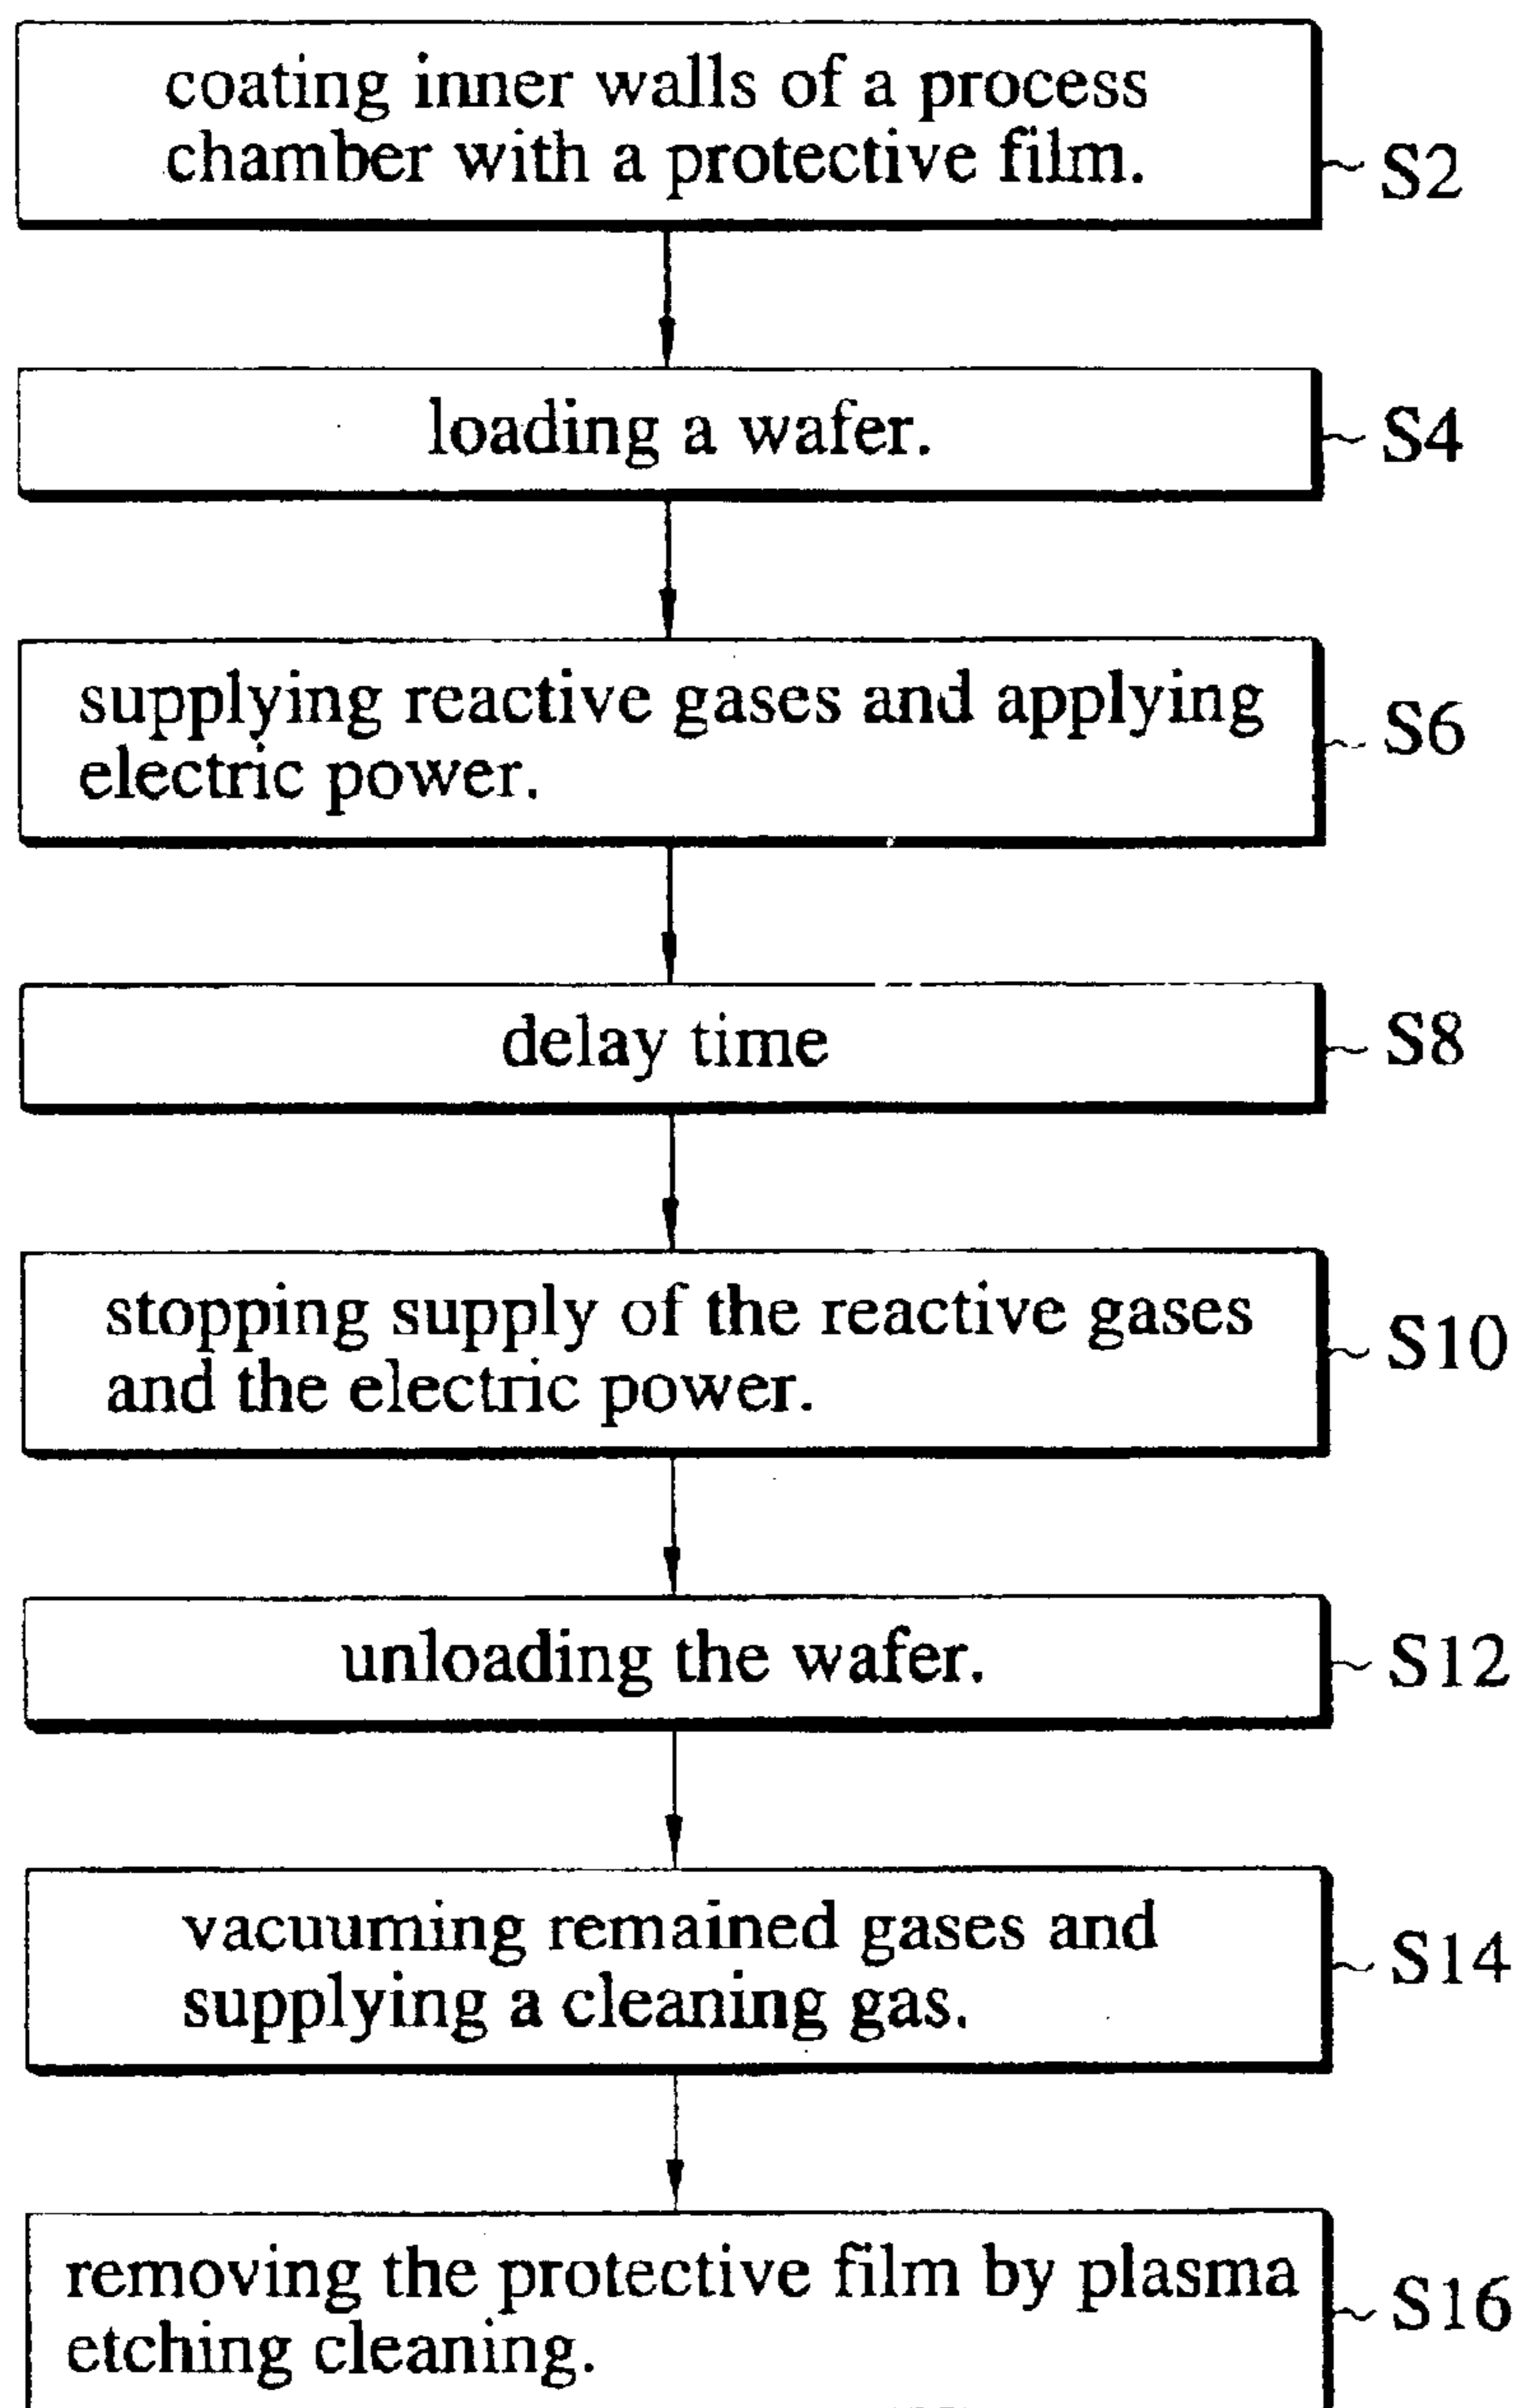 coating inner walls of a process
chamber with a protective film.
S2
loading a wafer.
S4
supplying reactive gases and applying
electric power.
S6
delay time
S8
stopping supply of the reactive gases
and the electric power.
S10
unloading the wafer.
S12
vacuuming remained gases and
supplying a cleaning gas.
S14
removing the protective film by plasma
etching cleaning.
S16